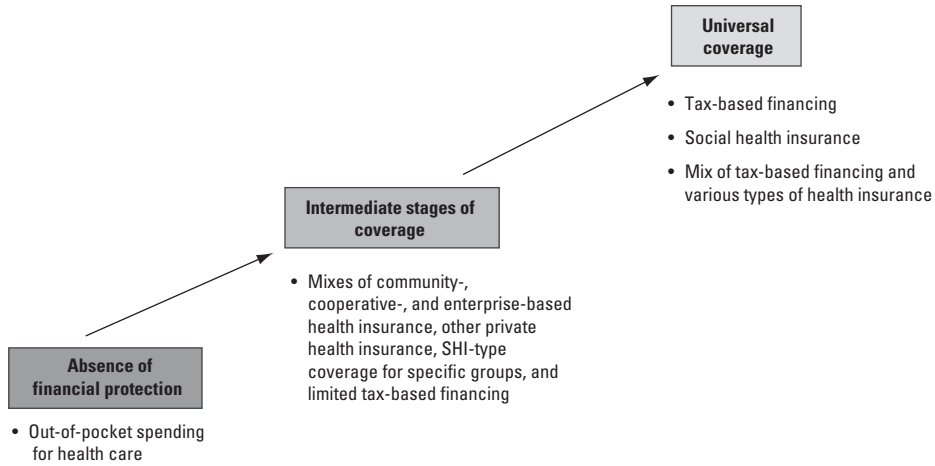 Universal
coverage
• Tax-based financing
• Social health insurance
• Mix of tax-based financing and
various types of health insurance
Intermediate stages of
coverage
• Mixes of community-,
cooperative-, and enterprise-based
health insurance, other private
health insurance, SHI-type
coverage for specific groups, and
limited tax-based financing
Absence of
financial protection
• Out-of-pocket spending
for health care